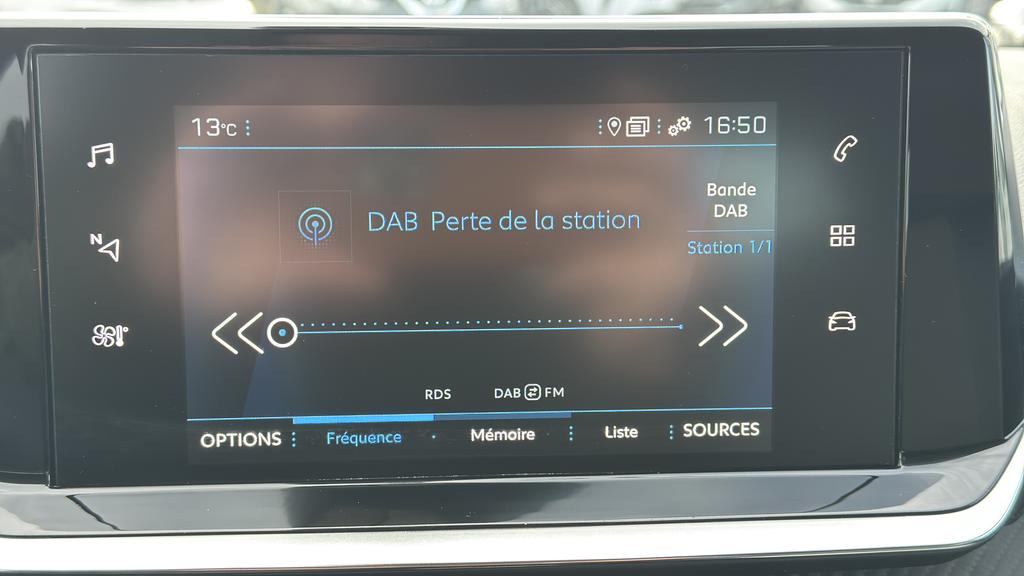 13°C
16:50
Bande
DAB
DAB Perte de la station
Station 1/1
N
RDS
DAB FM
OPTIONS
Fréquence
Mémoire
Liste
SOURCES